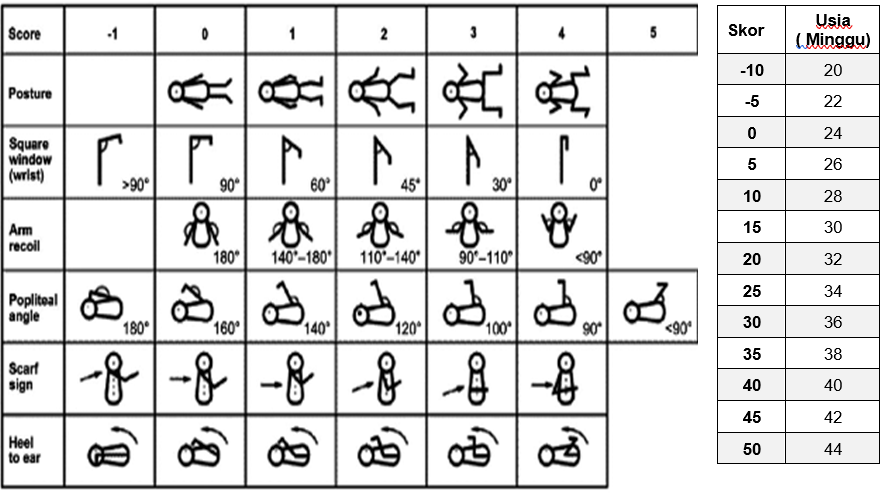 Score -1 0 1 2 3 4 5
Posture
Square
window
(wrist)
>90° 90° 60° 45° 30° 0°
Arm
recoil
180° 140°–180° 110°–140° 90°–110° <90°
Popliteal
angle
180° 160° 140° 120° 100° 90° <90°
Scarf
sign
Heel
to ear
Skor Usia
( Minggu)
-10 20
-5 22
0 24
5 26
10 28
15 30
20 32
25 34
30 36
35 38
40 40
45 42
50 44